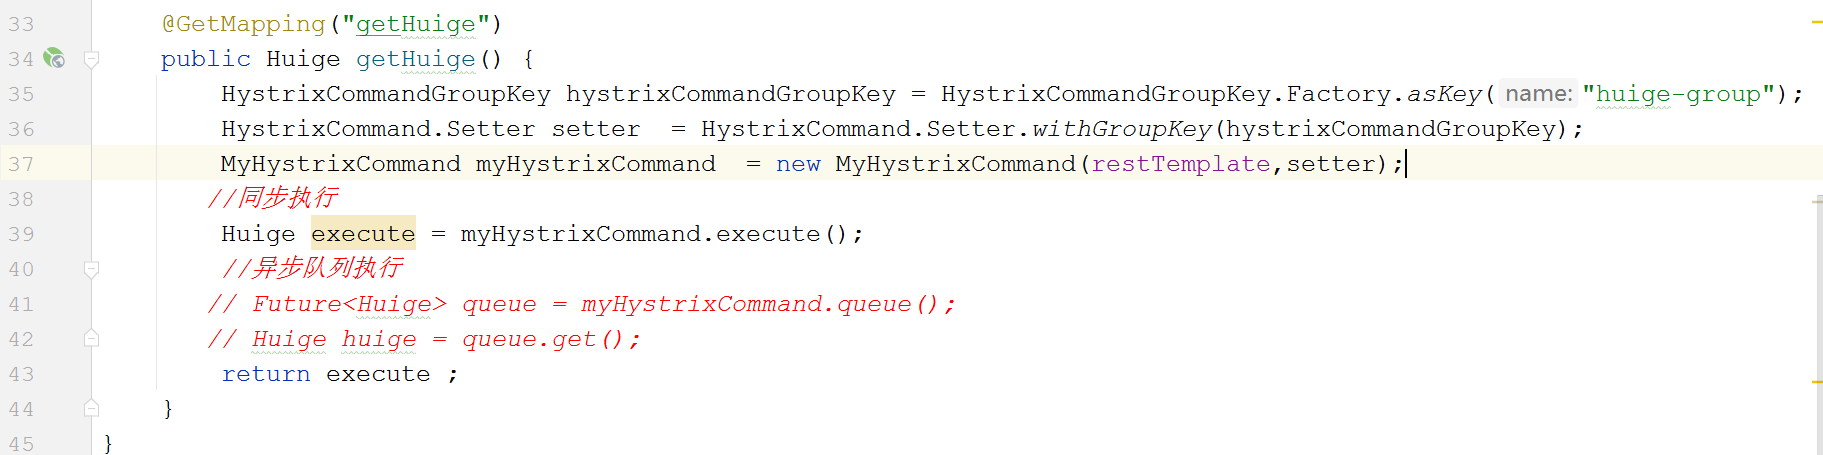 33 @GetMapping("getHuige")
34 public Huige getHuige() {
35 HystrixCommandGroupKey hystrixCommandGroupKey = HystrixCommandGroupKey.Factory.asKey( name: "huige-group");
36 HystrixCommand.Setter setter  = HystrixCommand.Setter.withGroupKey(hystrixCommandGroupKey);
37 MyHystrixCommand myHystrixCommand  = new MyHystrixCommand(restTemplate,setter);
38 //同步执行
39 Huige execute = myHystrixCommand.execute();
40 //异步队列执行
41 // Future<Huige> queue = myHystrixCommand.queue();
42 // Huige huige = queue.get();
43 return execute ;
44 }
45 }